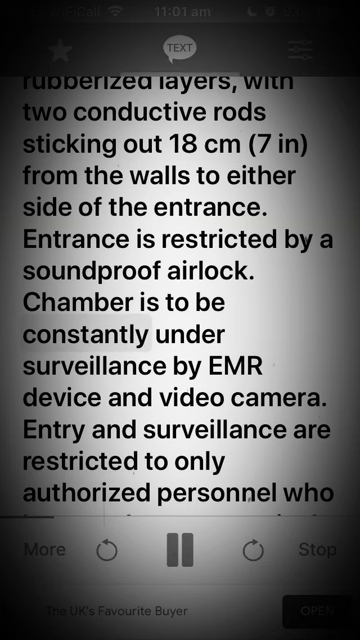 WiFiCall
11:01 am
TEXT
rubberized layers, with
two conductive rods
sticking out 18 cm (7 in)
from the walls to either
side of the entrance.
Entrance is restricted by a
soundproof airlock.
Chamber is to be
constantly under
surveillance by EMR
device and video camera.
Entry and surveillance are
restricted to only
authorized personnel who
More
Stop
The UK's Favourite Buyer
OPEN